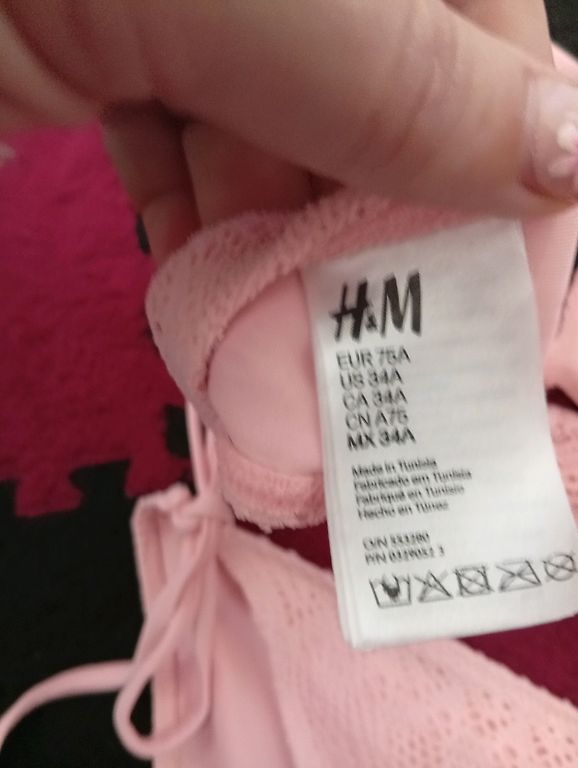 H&M
EUR 75A
US 34A
CA 34A
CN A75
MX 34A
Made in Tunisia
Fabricado em Tunísia
Fabriqué en Tunisie
Hecho en Túnez
O/N
P/N